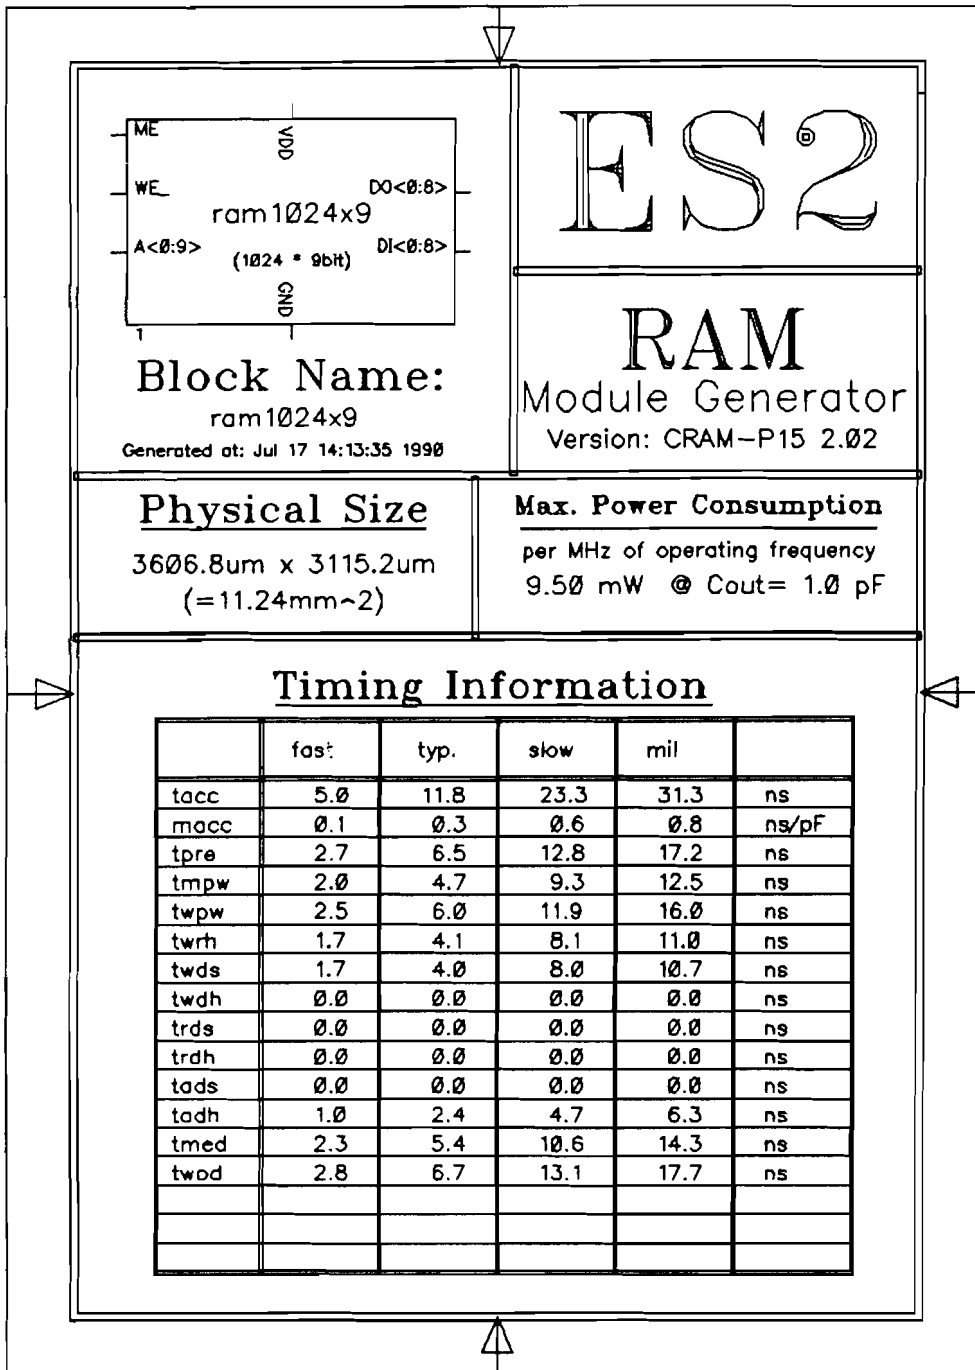 ME
VDD
WE_
DO<0:8>
ram1024x9
A<0:9>
DI<0:8>
(1024 * 9bit)
GND
1
Block Name:
ram1024x9
Generated at: Jul 17 14:13:35 1990
ES2
RAM
Module Generator
Version: CRAM-P15 2.02
Physical Size
3606.8um x 3115.2um
(=11.24mm^2)
Max. Power Consumption
per MHz of operating frequency
9.50 mW @ Cout= 1.0 pF
Timing Information
fast typ. slow mil
tacc 5.0 11.8 23.3 31.3 ns
macc 0.1 0.3 0.6 0.8 ns/pF
tpre 2.7 6.5 12.8 17.2 ns
tmpw 2.0 4.7 9.3 12.5 ns
twpw 2.5 6.0 11.9 16.0 ns
twrh 1.7 4.1 8.1 11.0 ns
twds 1.7 4.0 8.0 10.7 ns
twdh 0.0 0.0 0.0 0.0 ns
trds 0.0 0.0 0.0 0.0 ns
trdh 0.0 0.0 0.0 0.0 ns
tads 0.0 0.0 0.0 0.0 ns
tadh 1.0 2.4 4.7 6.3 ns
tmed 2.3 5.4 10.6 14.3 ns
twod 2.8 6.7 13.1 17.7 ns